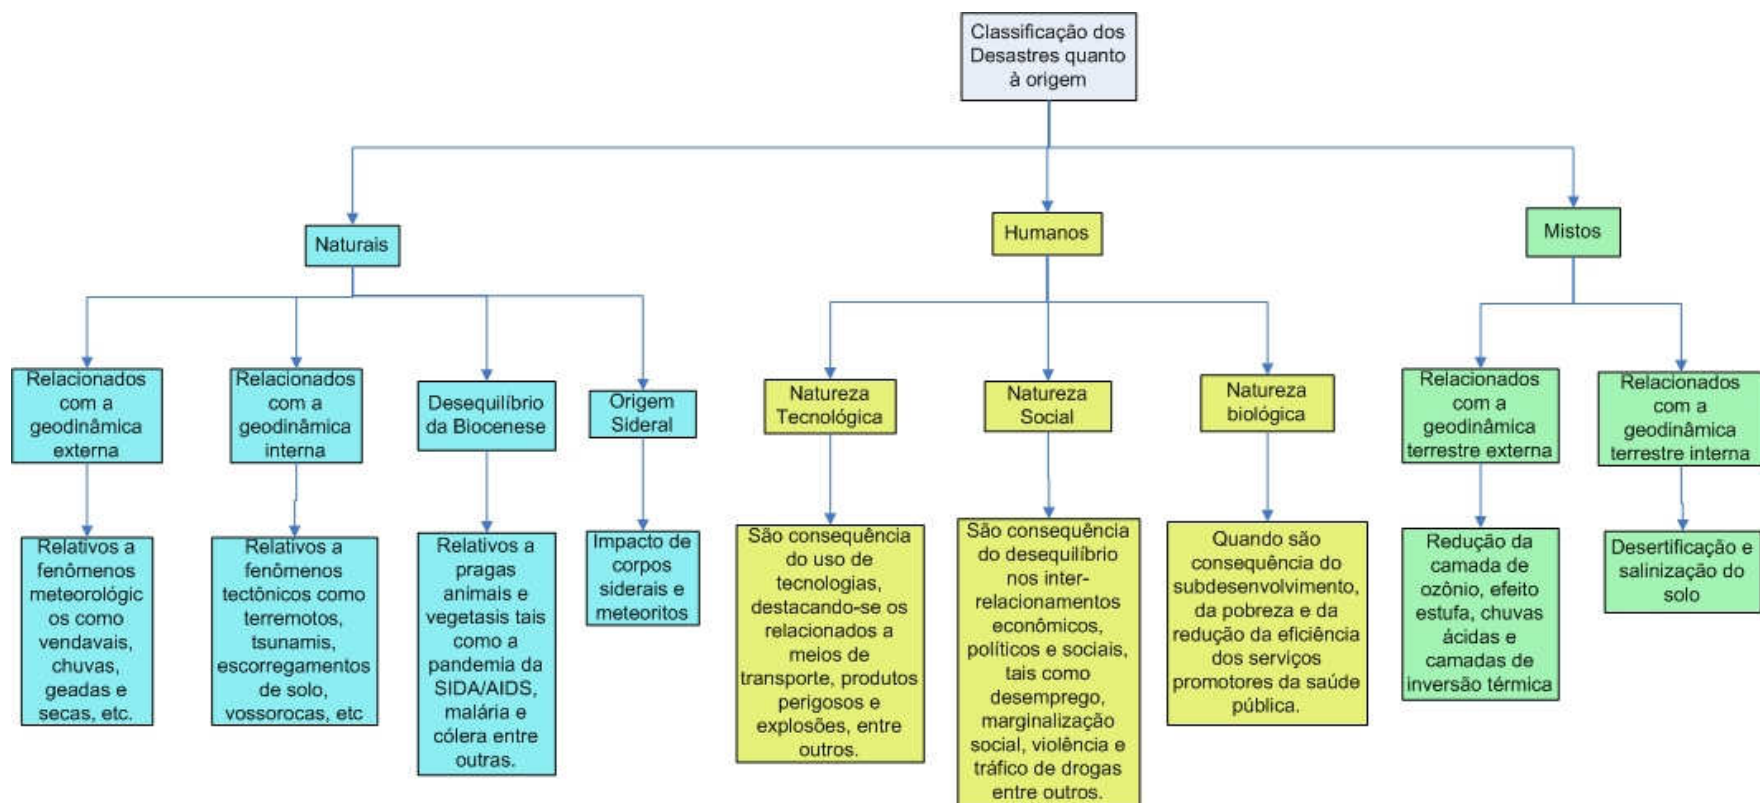 Classificação dos
Desastres quanto
à origem
Naturais
Humanos
Mistos
Relacionados
com a
geodinâmica
externa
Relacionados
com a
geodinâmica
interna
Desequilíbrio
da Biocenese
Origem
Sideral
Natureza
Tecnológica
Natureza
Social
Natureza
biológica
Relacionados
com a
geodinâmica
terrestre externa
Relacionados
com a
geodinâmica
terrestre interna
Relativos a
fenômenos
meteorológic
os como
vendavais,
chuvas,
geadas e
secas, etc.
Relativos a
fenômenos
tectônicos como
terremotos,
tsunamis,
escorregamentos
de solo,
vossorocas, etc
Relativos a
pragas
animais e
vegetasis tais
como a
pandemia da
SIDA/AIDS,
malária e
cólera entre
outras.
Impacto de
corpos
siderais e
meteoritos
São consequência
do uso de
tecnologias,
destacando-se os
relacionados a
meios de
transporte, produtos
perigosos e
explosões, entre
outros.
São consequência
do desequilíbrio
nos inter-
relacionamentos
econômicos,
políticos e sociais,
tais como
desemprego,
marginalização
social, violência e
tráfico de drogas
entre outros.
Quando são
consequência do
subdesenvolvimento,
da pobreza e da
redução da eficiência
dos serviços
promotores da saúde
pública.
Redução da
camada de
ozônio, efeito
estufa, chuvas
ácidas e
camadas de
inversão térmica
Desertificação e
salinização do
solo